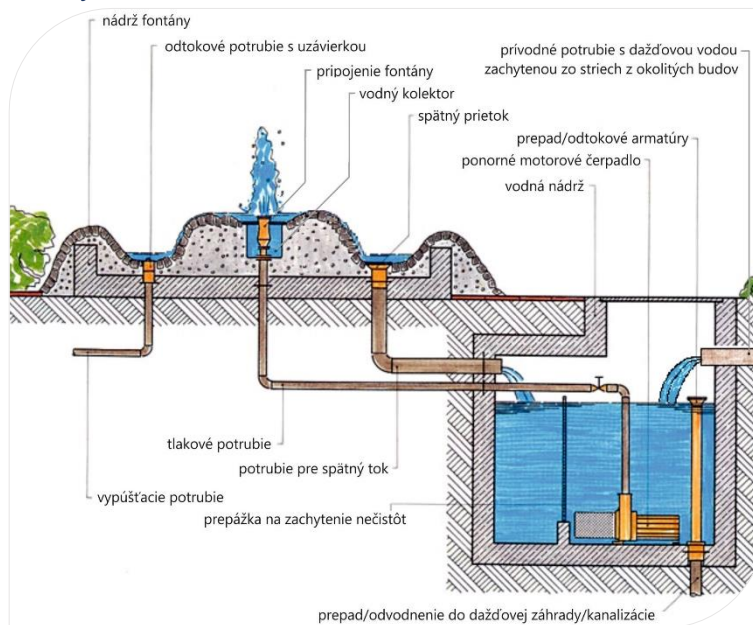 nádrž fontány
odtokové potrubie s uzávierkou
pripojenie fontány
vodný kolektor
spätný prietok
prívodné potrubie s dažďovou vodou
zachytenou zo striech z okolitých budov
prepad/odtokové armatúry
ponorné motorové čerpadlo
vodná nádrž
tlakové potrubie
potrubie pre spätný tok
vypúšťacie potrubie
prepážka na zachytenie nečistôt
prepad/odvodnenie do dažďovej záhrady/kanalizácie